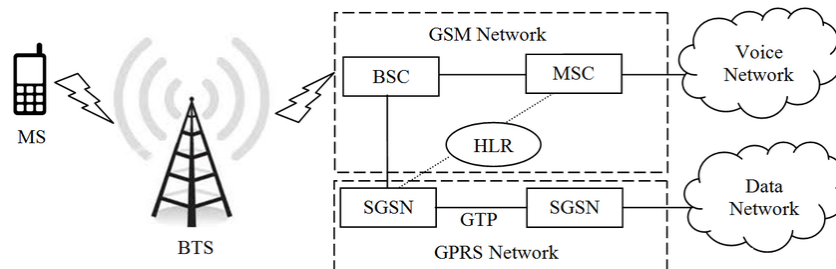 GSM Network
BSC
MSC
Voice
Network
MS
HLR
SGSN
GTP
SGSN
Data
Network
BTS
GPRS Network